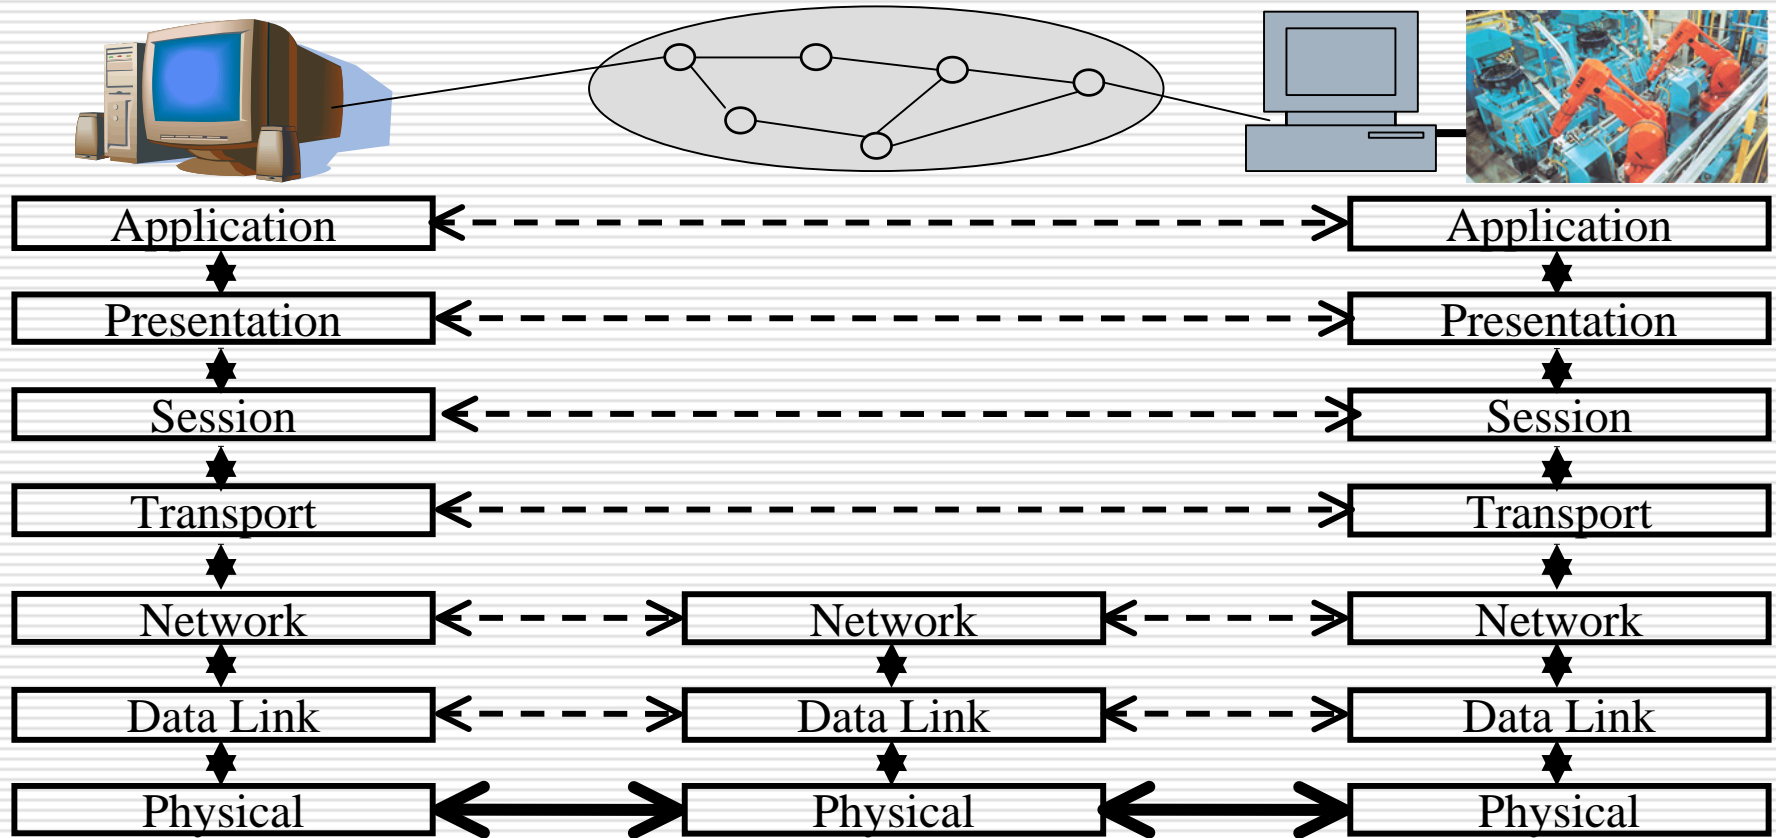 Application Application
Presentation Presentation
Session Session
Transport Transport
Network Network Network
Data Link Data Link Data Link
Physical Physical Physical